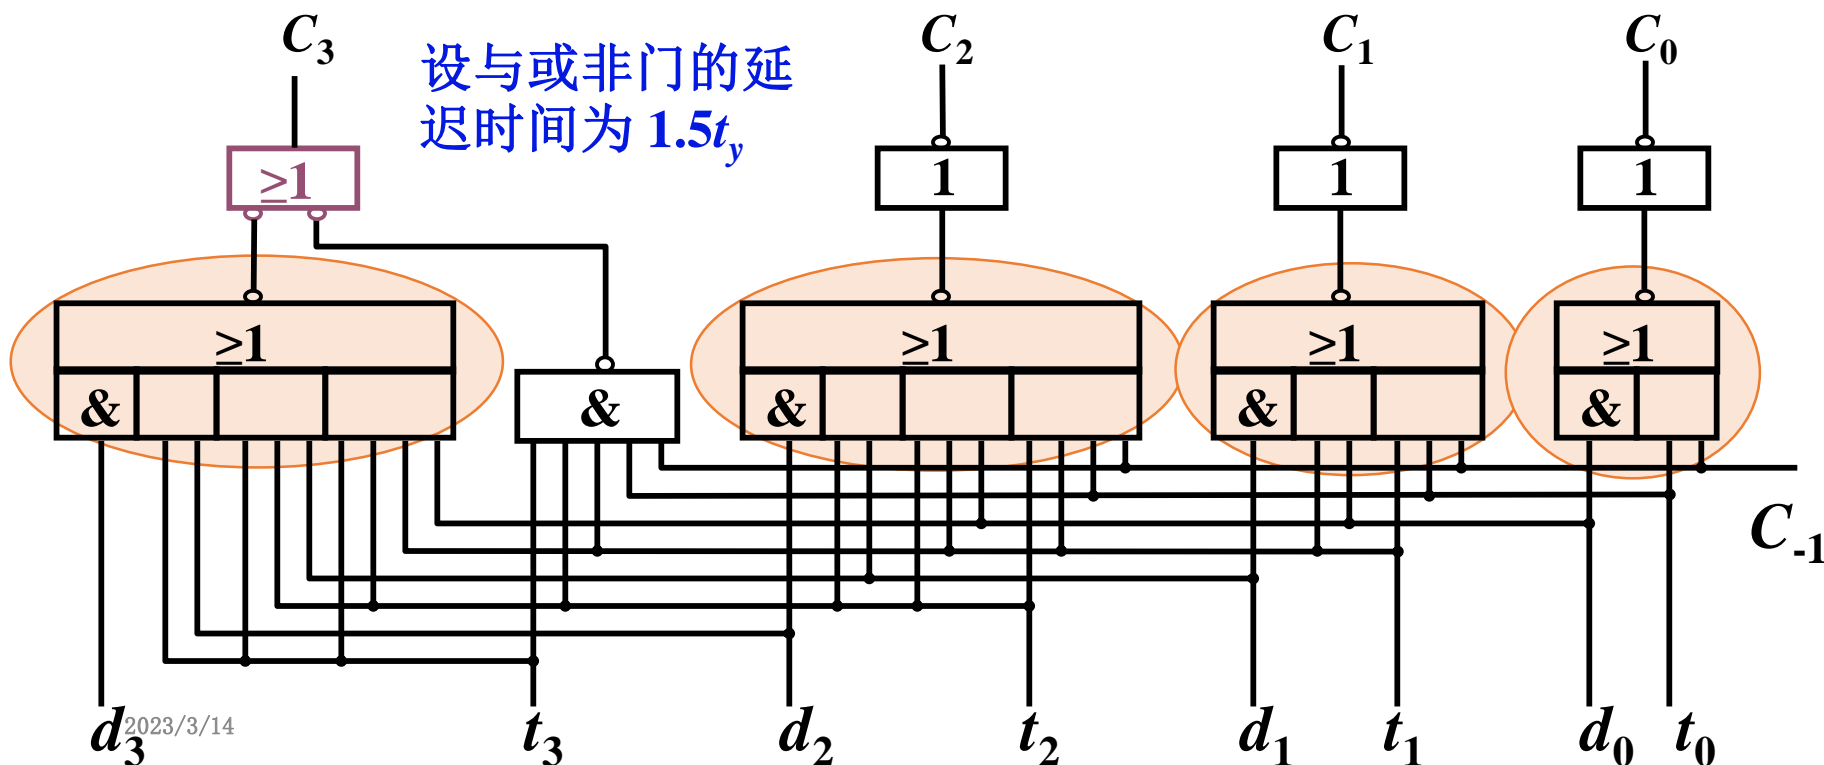 C₃ C₂ C₁ C₀
设与或非门的延
迟时间为 1.5t_y
≥1 1 1 1
≥1 ≥1 ≥1 ≥1
& & & & &
C₋₁
d₃ t₃ d₂ t₂ d₁ t₁ d₀ t₀
2023/3/14